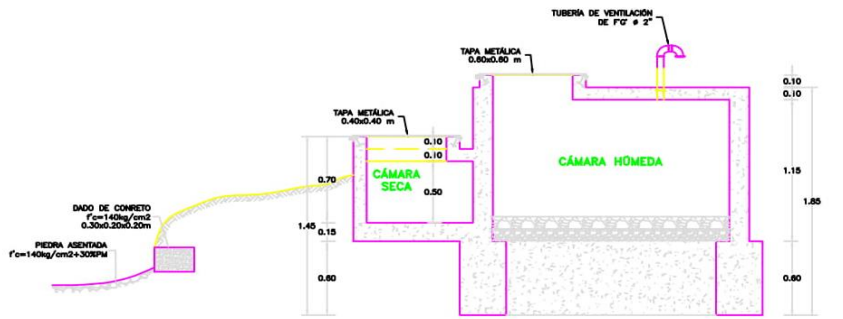 TUBERÍA DE VENTILACIÓN
DE F'G' ø 2"
TAPA METÁLICA
0.60x0.60 m
0.10
0.10
TAPA METÁLICA
0.40x0.40 m
0.10
0.10
CÁMARA HÚMEDA
CÁMARA
SECA
0.70
0.50
1.15
1.85
DADO DE CONRETO
f'c=140kg/cm2
0.30x0.20x0.20m
1.45
0.15
PIEDRA ASENTADA
f'c=140kg/cm2+30%PM
0.60
0.60